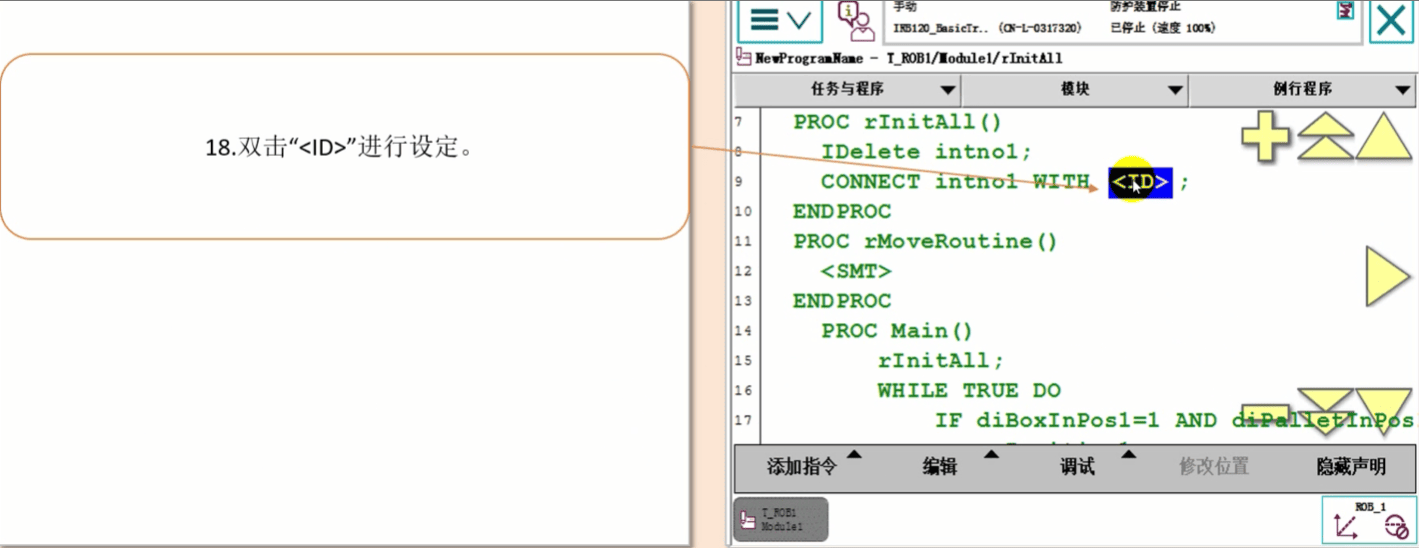 18.双击“<ID>”进行设定。
手动
防护装置停止
IRB120_BasicTr.. (CN-L-0317320)
已停止 (速度 100%)
NewProgramName - T_ROB1/Module1/rInitAll
任务与程序
模块
例行程序
7 PROC rInitAll()
8 IDelete intno1;
9 CONNECT intno1 WITH <ID> ;
10 ENDPROC
11 PROC rMoveRoutine()
12 <SMT>
13 ENDPROC
14 PROC Main()
15 rInitAll;
16 WHILE TRUE DO
17 IF diBoxInPos1=1 AND diPalletInPos
添加指令
编辑
调试
修改位置
隐藏声明
T_ROB1
Module1
ROB_1